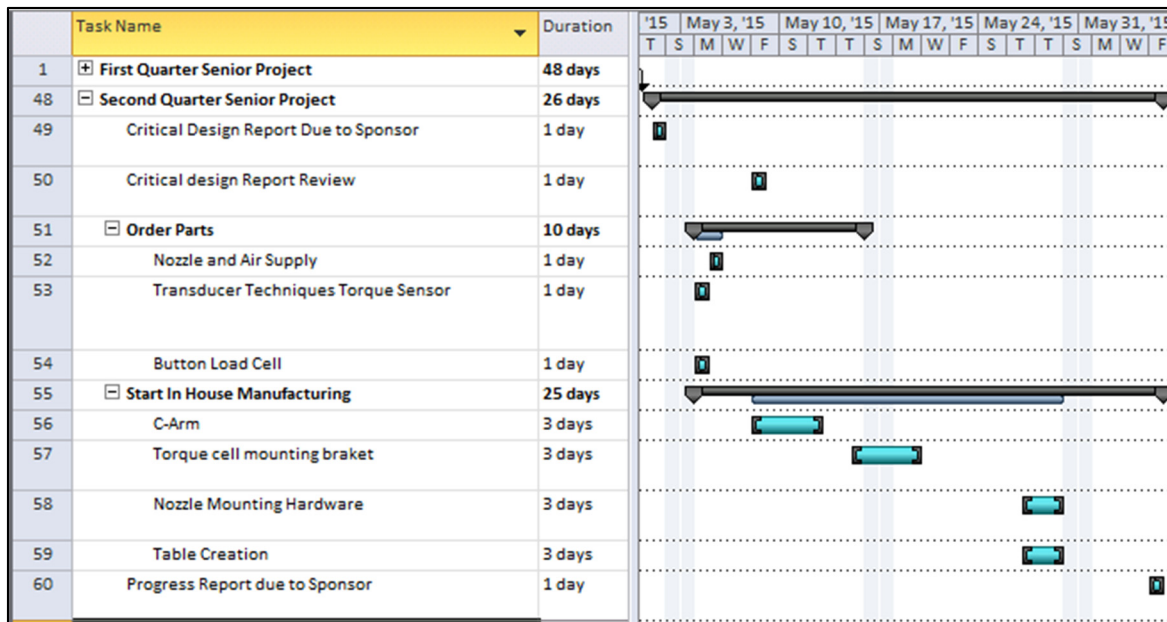 Task Name Duration '15 May 3, '15 May 10, '15 May 17, '15 May 24, '15 May 31, '15
T S M W F S T T S M W F S T T S M W F
1 First Quarter Senior Project 48 days
48 Second Quarter Senior Project 26 days
49 Critical Design Report Due to Sponsor 1 day
50 Critical design Report Review 1 day
51 Order Parts 10 days
52 Nozzle and Air Supply 1 day
53 Transducer Techniques Torque Sensor 1 day
54 Button Load Cell 1 day
55 Start In House Manufacturing 25 days
56 C-Arm 3 days
57 Torque cell mounting braket 3 days
58 Nozzle Mounting Hardware 3 days
59 Table Creation 3 days
60 Progress Report due to Sponsor 1 day